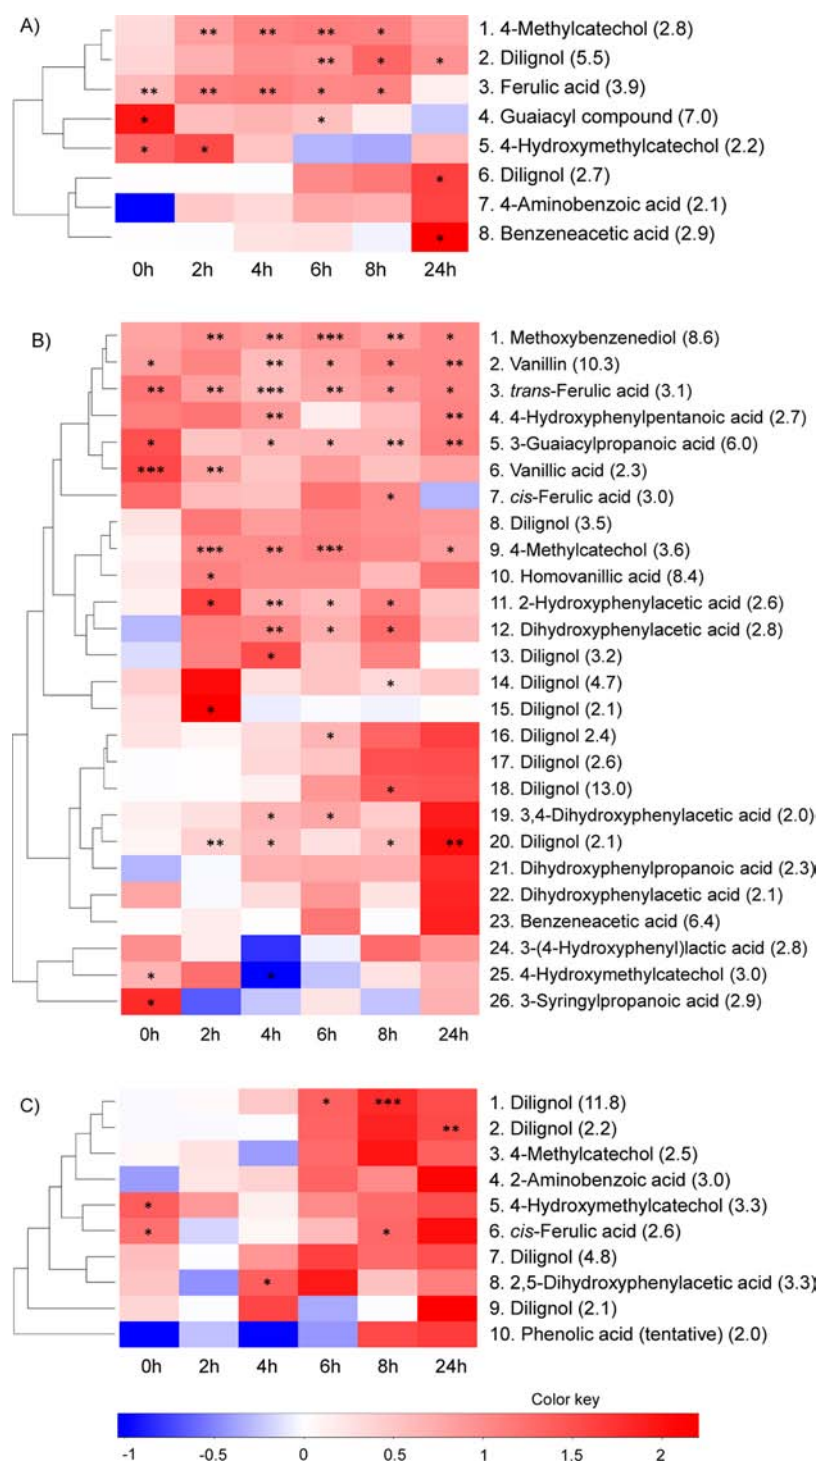 A)
** ** ** * 1. 4-Methylcatechol (2.8)
** * * 2. Dilignol (5.5)
** ** ** * * 3. Ferulic acid (3.9)
* * 4. Guaiacyl compound (7.0)
* * 5. 4-Hydroxymethylcatechol (2.2)
* 6. Dilignol (2.7)
7. 4-Aminobenzoic acid (2.1)
* 8. Benzeneacetic acid (2.9)
0h 2h 4h 6h 8h 24h
B)
** ** *** ** * 1. Methoxybenzenediol (8.6)
* ** * * ** 2. Vanillin (10.3)
** ** *** ** * * 3. trans-Ferulic acid (3.1)
** ** 4. 4-Hydroxyphenylpentanoic acid (2.7)
* * * ** ** 5. 3-Guaiacylpropanoic acid (6.0)
*** ** 6. Vanillic acid (2.3)
* 7. cis-Ferulic acid (3.0)
8. Dilignol (3.5)
*** ** *** * 9. 4-Methylcatechol (3.6)
* 10. Homovanillic acid (8.4)
* ** * * 11. 2-Hydroxyphenylacetic acid (2.6)
** * * 12. Dihydroxyphenylacetic acid (2.8)
* 13. Dilignol (3.2)
* 14. Dilignol (4.7)
* 15. Dilignol (2.1)
* 16. Dilignol 2.4)
17. Dilignol (2.6)
* 18. Dilignol (13.0)
* * 19. 3,4-Dihydroxyphenylacetic acid (2.0)
** * * ** 20. Dilignol (2.1)
21. Dihydroxyphenylpropanoic acid (2.3)
22. Dihydroxyphenylacetic acid (2.1)
23. Benzeneacetic acid (6.4)
24. 3-(4-Hydroxyphenyl)lactic acid (2.8)
* * 25. 4-Hydroxymethylcatechol (3.0)
* 26. 3-Syringylpropanoic acid (2.9)
0h 2h 4h 6h 8h 24h
C)
* *** 1. Dilignol (11.8)
** 2. Dilignol (2.2)
3. 4-Methylcatechol (2.5)
4. 2-Aminobenzoic acid (3.0)
* 5. 4-Hydroxymethylcatechol (3.3)
* * 6. cis-Ferulic acid (2.6)
7. Dilignol (4.8)
* 8. 2,5-Dihydroxyphenylacetic acid (3.3)
9. Dilignol (2.1)
10. Phenolic acid (tentative) (2.0)
0h 2h 4h 6h 8h 24h
Color key
-1 -0.5 0 0.5 1 1.5 2